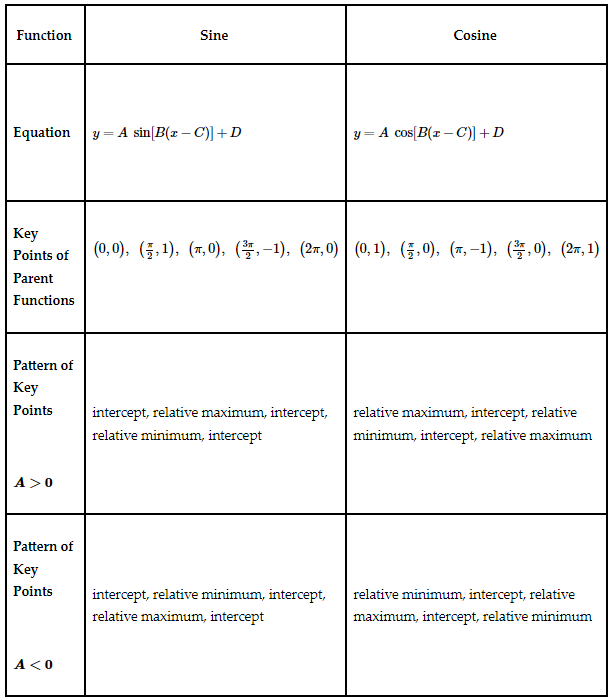 Function Sine Cosine
Equation y = A sin[B(x − C)] + D y = A cos[B(x − C)] + D
Key
Points of
Parent
Functions
(0, 0), (π/2, 1), (π, 0), (3π/2, −1), (2π, 0) (0, 1), (π/2, 0), (π, −1), (3π/2, 0), (2π, 1)
Pattern of
Key
Points
A > 0
intercept, relative maximum, intercept,
relative minimum, intercept
relative maximum, intercept, relative
minimum, intercept, relative maximum
Pattern of
Key
Points
A < 0
intercept, relative minimum, intercept,
relative maximum, intercept
relative minimum, intercept, relative
maximum, intercept, relative minimum